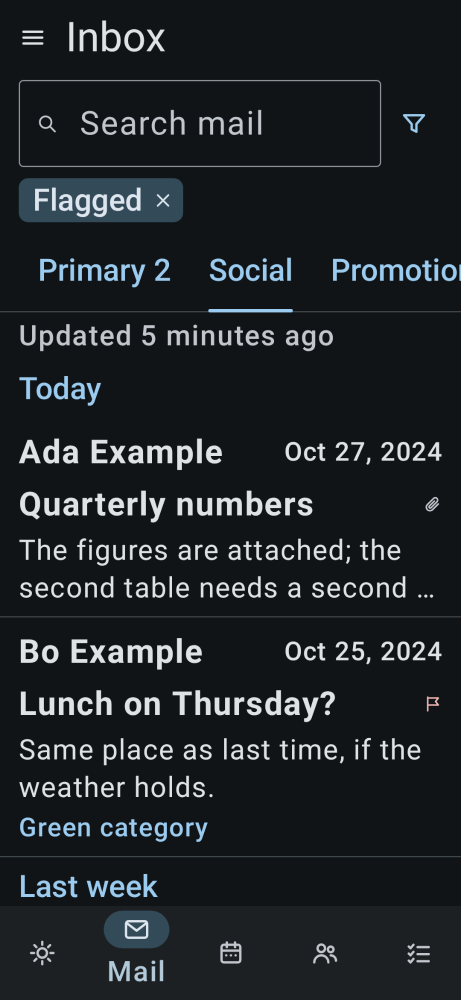 Inbox
Search mail
Flagged
Primary 2 Social Promotio
Updated 5 minutes ago
Today
Ada Example Oct 27, 2024
Quarterly numbers
The figures are attached; the
second table needs a second …
Bo Example Oct 25, 2024
Lunch on Thursday?
Same place as last time, if the
weather holds.
Green category
Last week
Mail